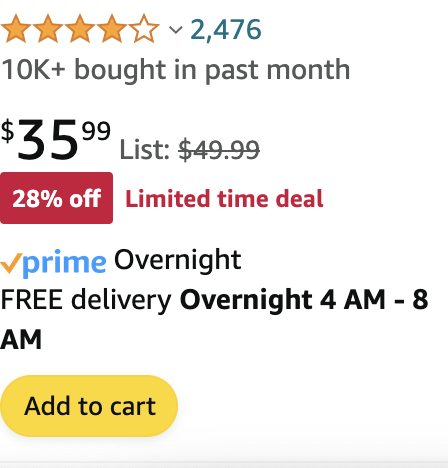 2,476
10K+ bought in past month
$35.99 List: $49.99
28% off Limited time deal
prime Overnight
FREE delivery Overnight 4 AM - 8
AM
Add to cart